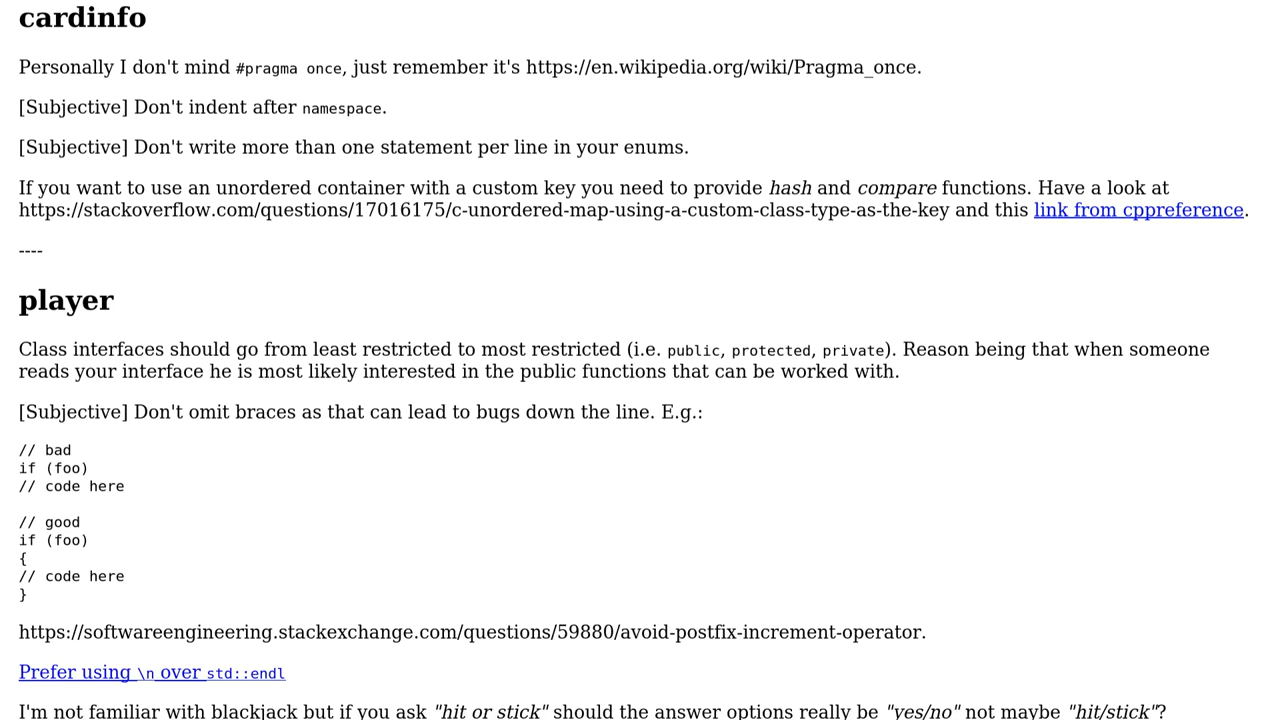 cardinfo
Personally I don't mind #pragma once, just remember it's https://en.wikipedia.org/wiki/Pragma_once.
[Subjective] Don't indent after namespace.
[Subjective] Don't write more than one statement per line in your enums.
If you want to use an unordered container with a custom key you need to provide hash and compare functions. Have a look at
https://stackoverflow.com/questions/17016175/c-unordered-map-using-a-custom-class-type-as-the-key and this link from cppreference.
----
player
Class interfaces should go from least restricted to most restricted (i.e. public, protected, private). Reason being that when someone
reads your interface he is most likely interested in the public functions that can be worked with.
[Subjective] Don't omit braces as that can lead to bugs down the line. E.g.:
// bad
if (foo)
// code here
// good
if (foo)
{
// code here
}
https://softwareengineering.stackexchange.com/questions/59880/avoid-postfix-increment-operator.
Prefer using \n over std::endl
I'm not familiar with blackjack but if you ask "hit or stick" should the answer options really be "yes/no" not maybe "hit/stick"?